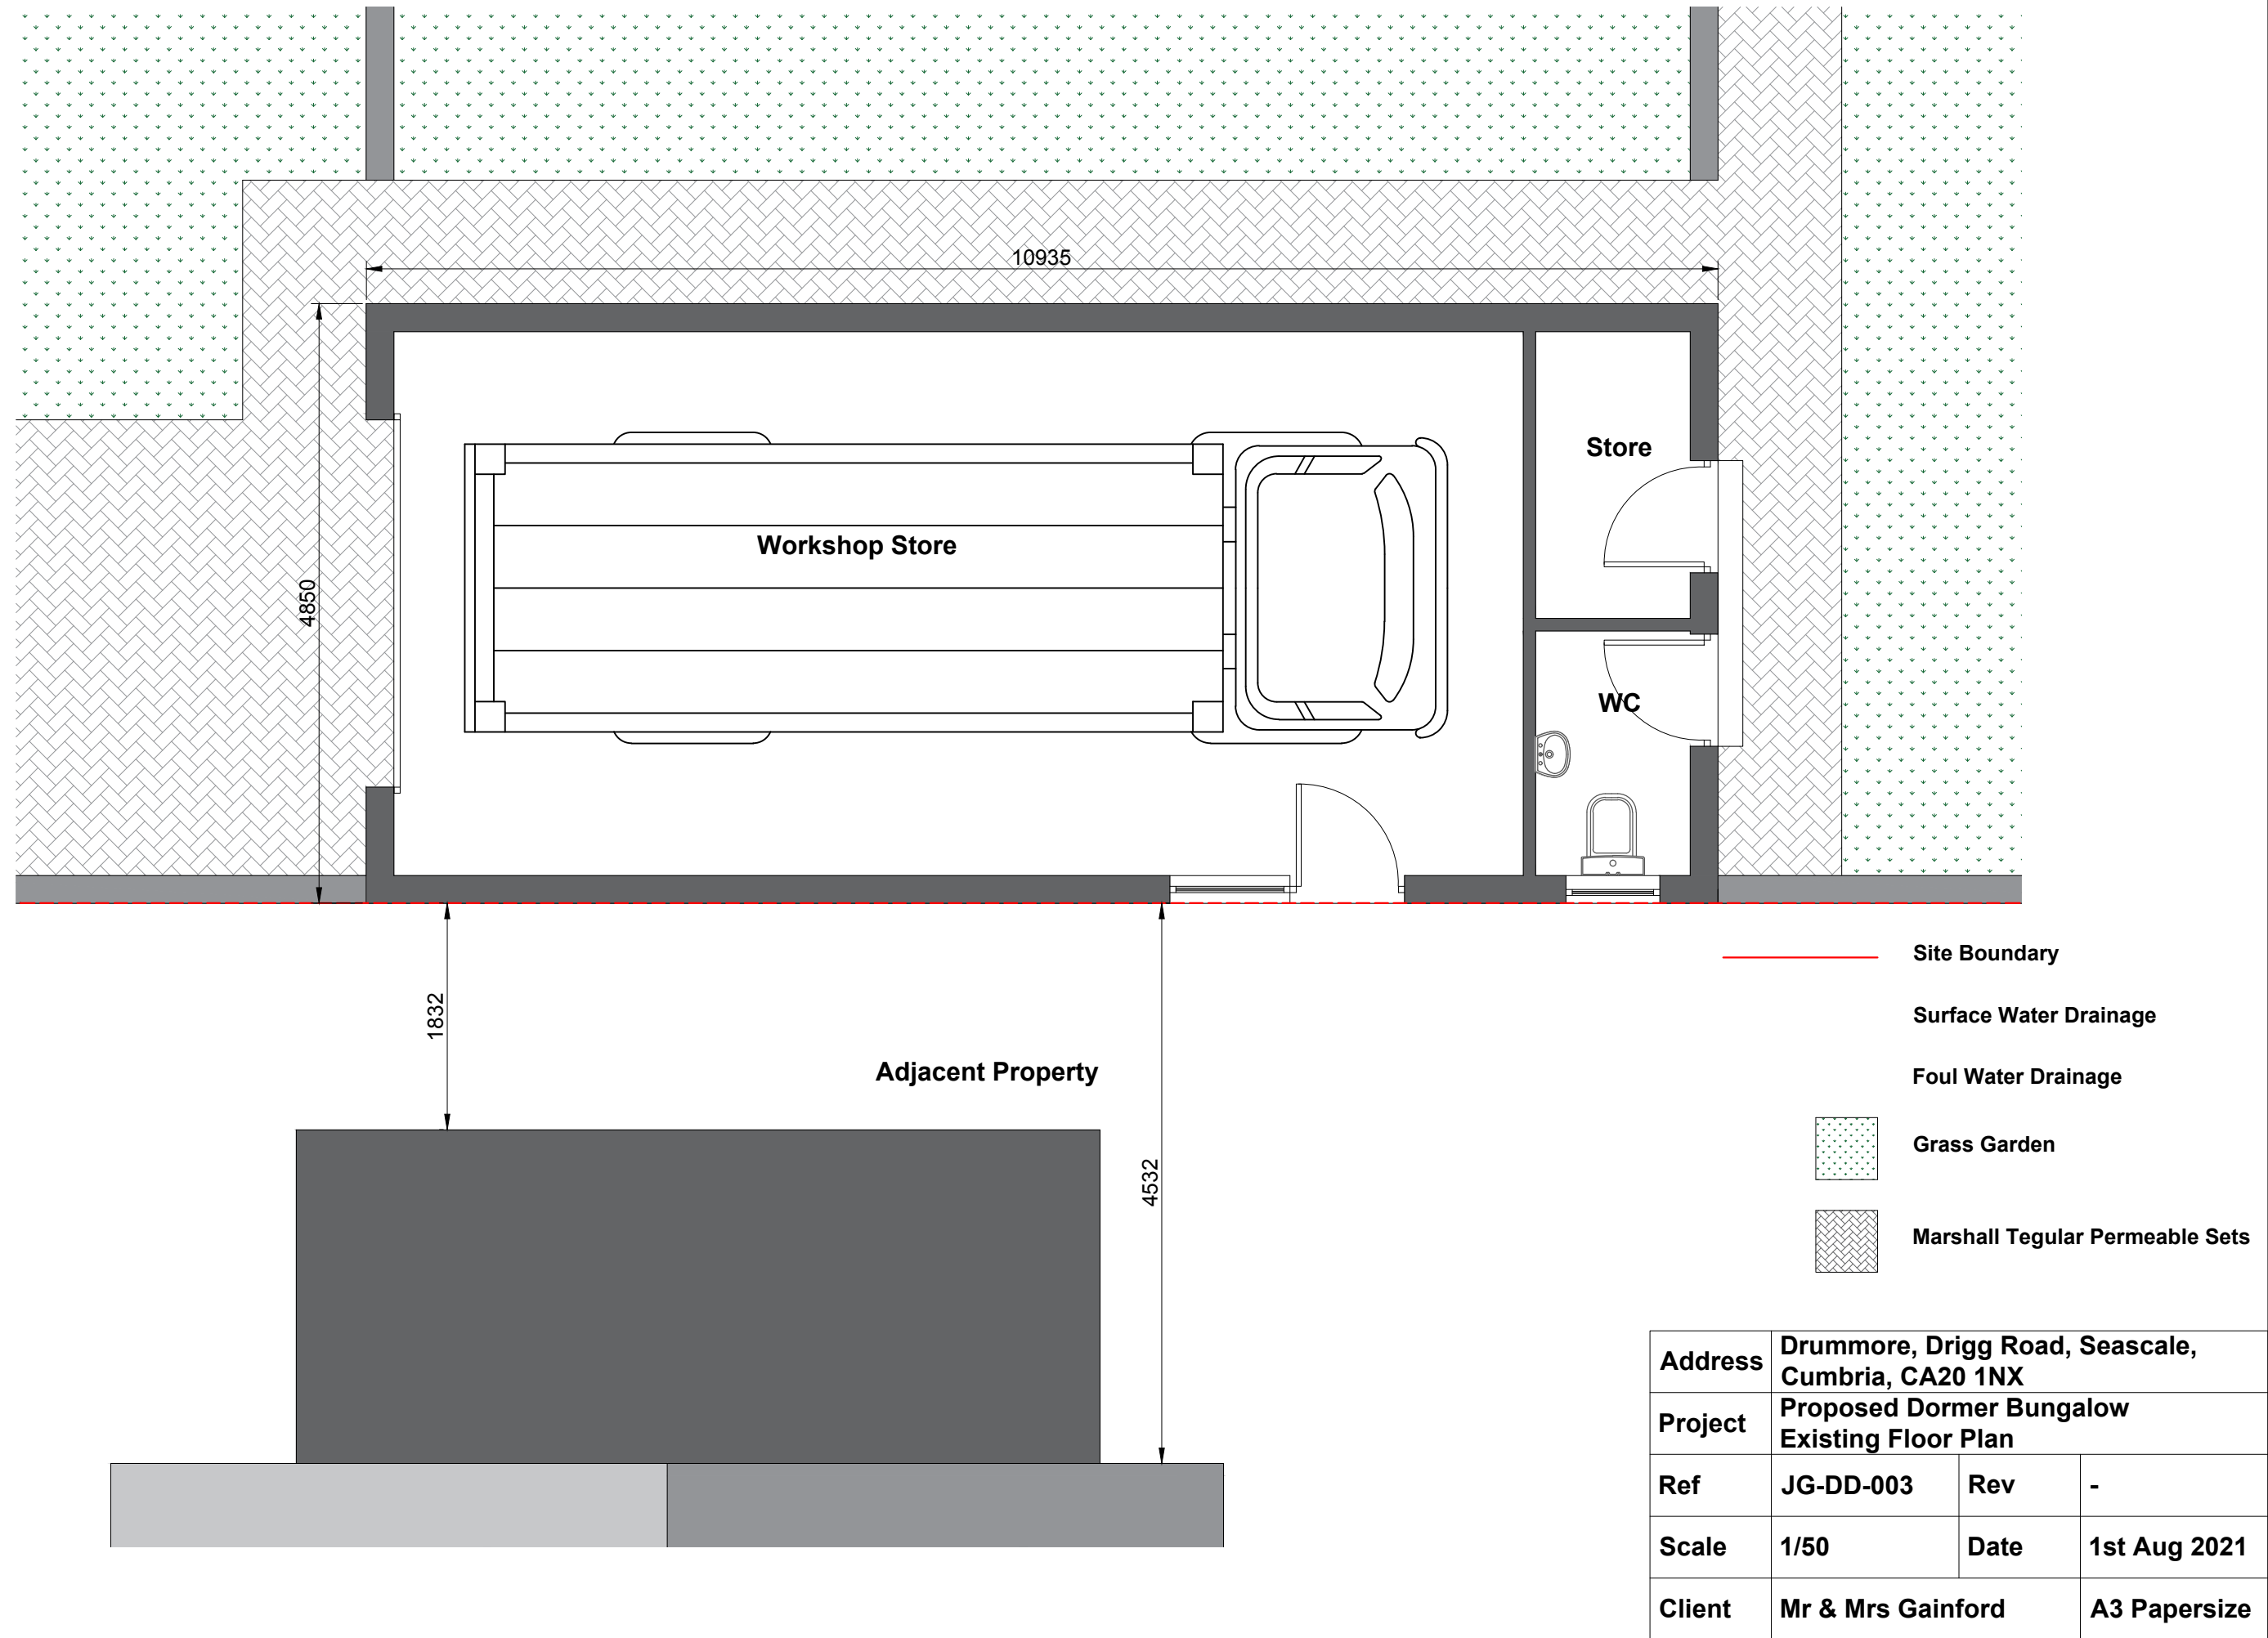 10935
4850
Store
Workshop Store
WC
1832
4532
Adjacent Property
Site Boundary
Surface Water Drainage
Foul Water Drainage
Grass Garden
Marshall Tegular Permeable Sets
Address
Drummore, Drigg Road, Seascale,
Cumbria, CA20 1NX
Project
Proposed Dormer Bungalow
Existing Floor Plan
Ref JG-DD-003 Rev -
Scale 1/50 Date 1st Aug 2021
Client Mr & Mrs Gainford A3 Papersize